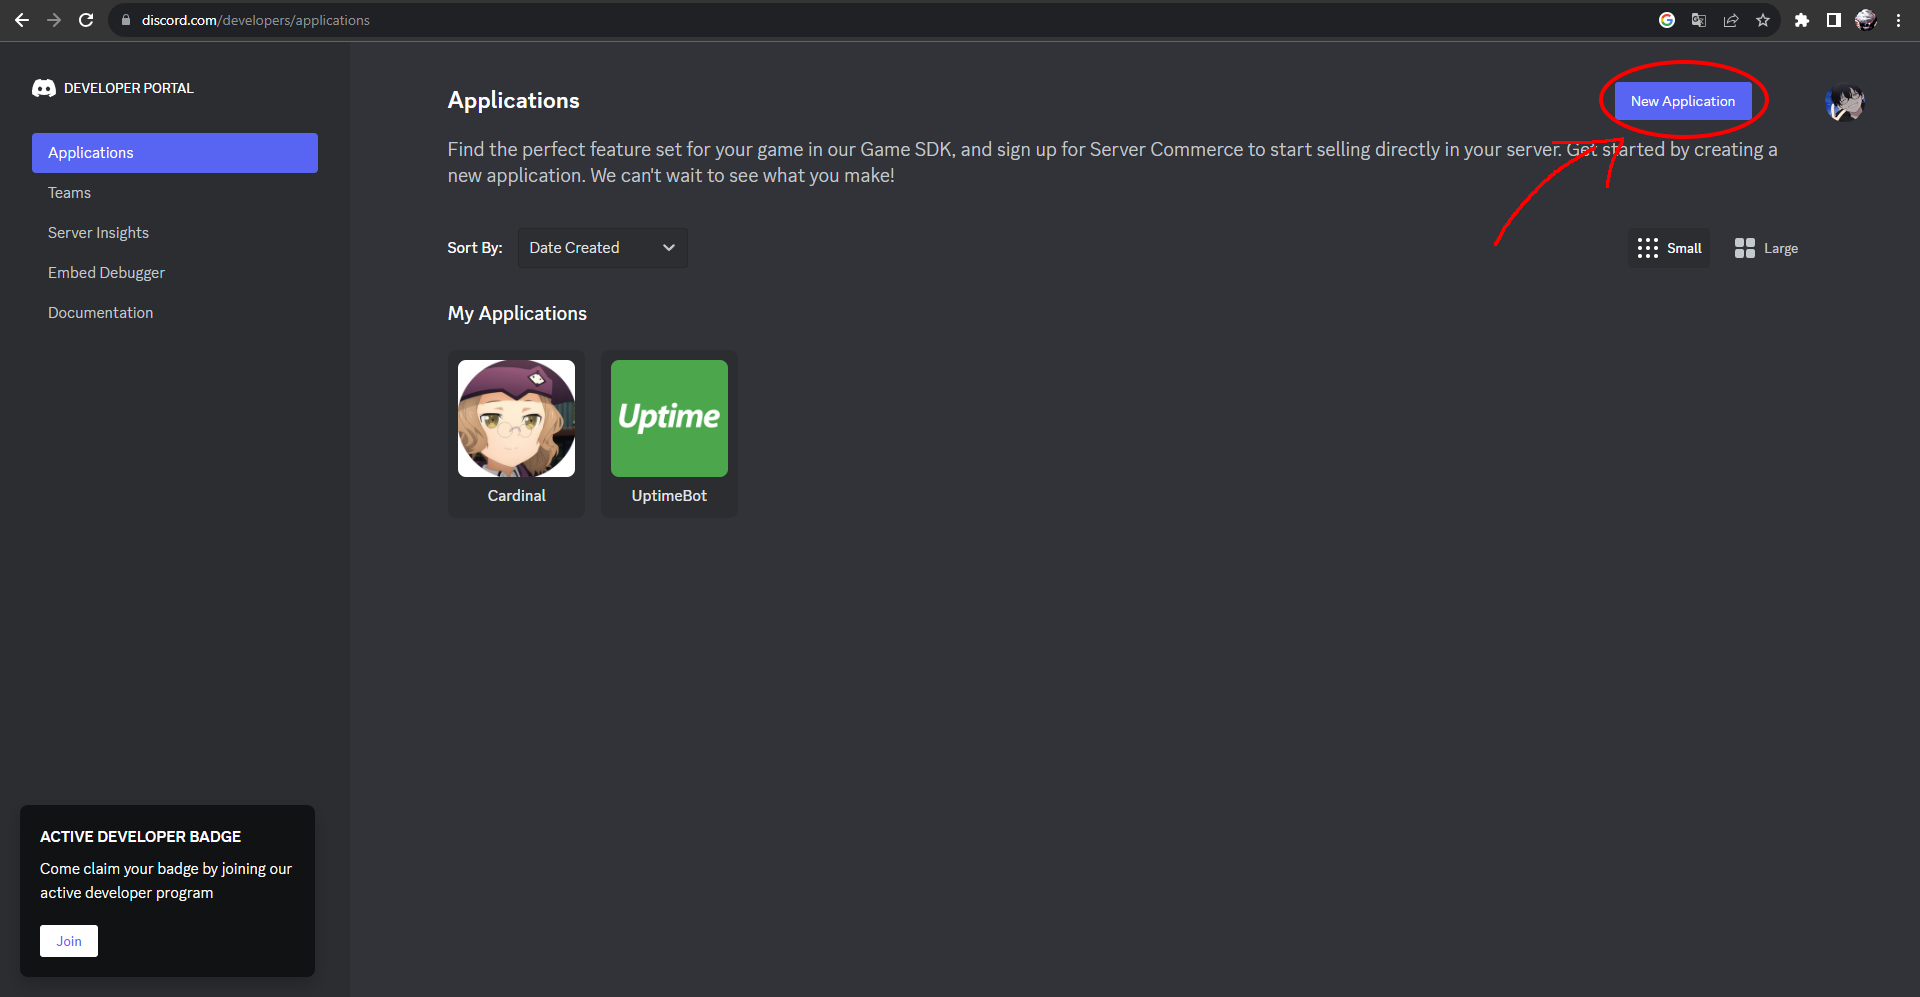 discord.com/developers/applications
DEVELOPER PORTAL
Applications
Teams
Server Insights
Embed Debugger
Documentation
Applications
New Application
Find the perfect feature set for your game in our Game SDK, and sign up for Server Commerce to start selling directly in your server. Get started by creating a
new application. We can't wait to see what you make!
Sort By: Date Created
Small Large
My Applications
Uptime
Cardinal UptimeBot
ACTIVE DEVELOPER BADGE
Come claim your badge by joining our
active developer program
Join